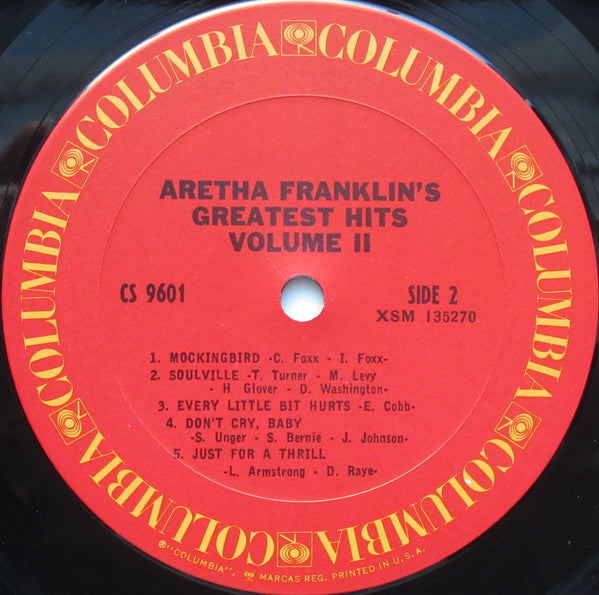 COLUMBIA COLUMBIA COLUMBIA COLUMBIA COLUMBIA COLUMBIA
ARETHA FRANKLIN'S
GREATEST HITS
VOLUME II
CS 9601
SIDE 2
XSM 135270
1. MOCKINGBIRD -C. Foxx - I. Foxx-
2. SOULVILLE -T. Turner - M. Levy
- H Glover - D. Washington-
3. EVERY LITTLE BIT HURTS -E. Cobb-
4. DON'T CRY, BABY
-S. Unger - S. Bernie - J. Johnson-
5. JUST FOR A THRILL
-L. Armstrong - D. Raye-
®"COLUMBIA", MARCAS REG. PRINTED IN U.S.A.